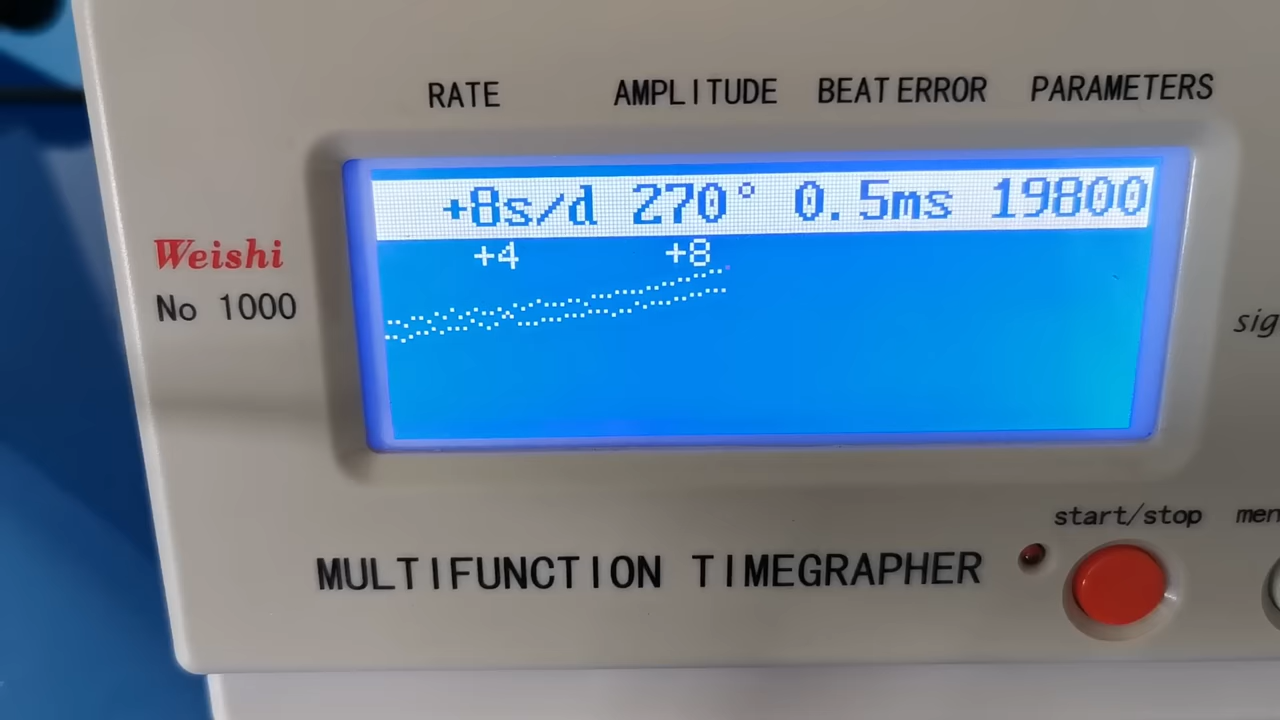 RATE AMPLITUDE BEAT ERROR PARAMETERS
+8s/d 270° 0.5ms 19800
+4 +8
Weishi
No 1000
start/stop
MULTIFUNCTION TIMEGRAPHER